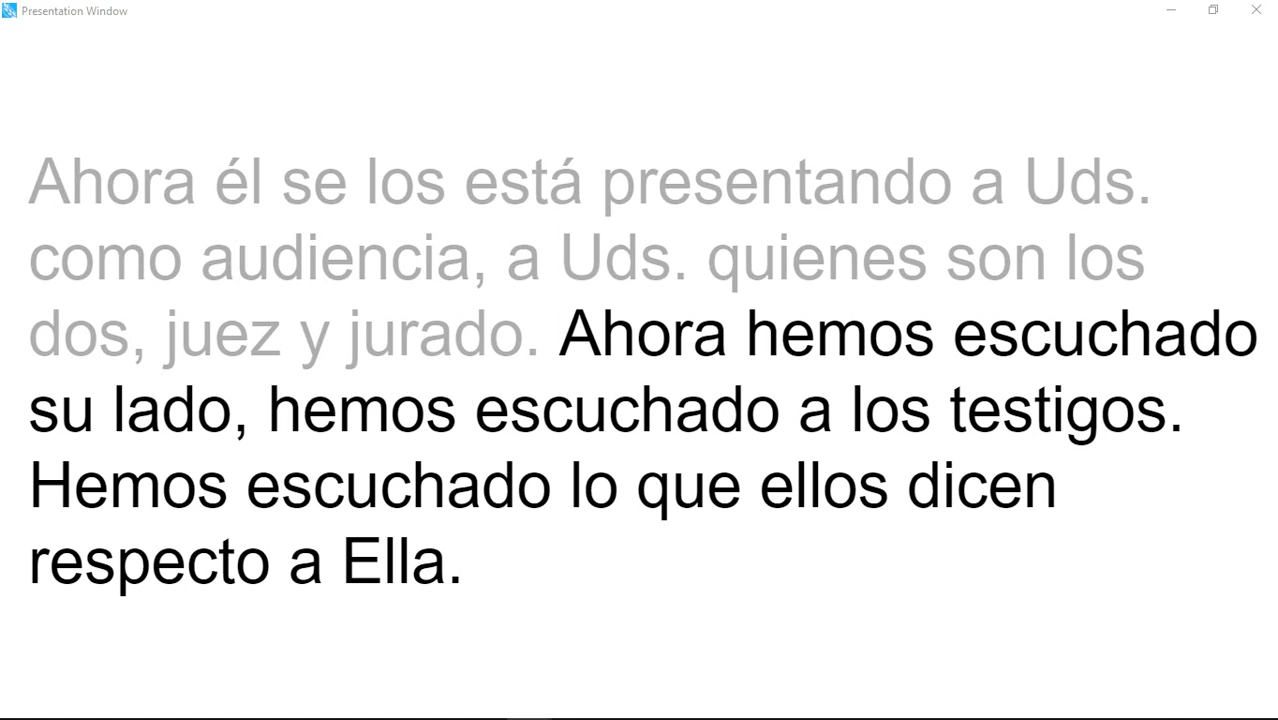 Presentation Window
Ahora él se los está presentando a Uds.
como audiencia, a Uds. quienes son los
dos, juez y jurado. Ahora hemos escuchado
su lado, hemos escuchado a los testigos.
Hemos escuchado lo que ellos dicen
respecto a Ella.